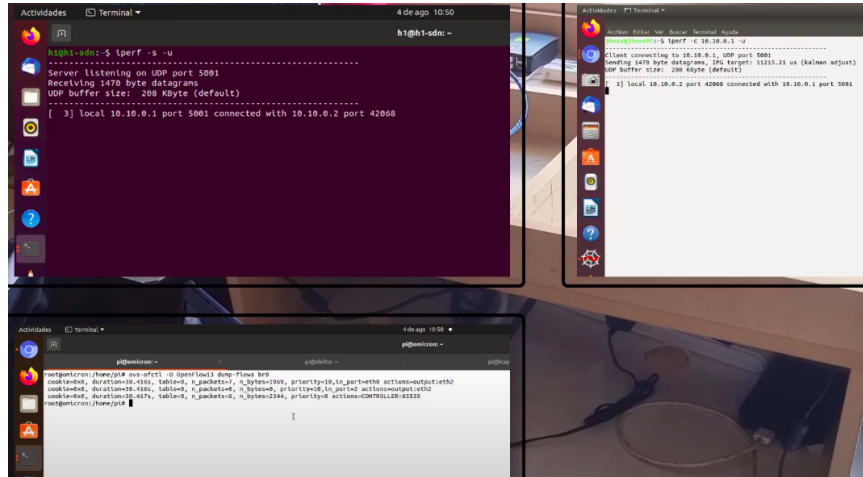 Actividades Terminal 4 de ago 10:50
h1@h1-sdn: ~
h1@h1-sdn:~$ iperf -s -u
------------------------------------------------------------
Server listening on UDP port 5001
Receiving 1470 byte datagrams
UDP buffer size: 208 KByte (default)
------------------------------------------------------------
[ 3] local 10.10.0.1 port 5001 connected with 10.10.0.2 port 42068
Actividades Terminal
Archivo Editar Ver Buscar Terminal Ayuda
:~$ iperf -c 10.10.0.1 -u
------------------------------------------------------------
Client connecting to 10.10.0.1, UDP port 5001
Sending 1470 byte datagrams, IPG target: 11215.21 us (kalman adjust)
UDP buffer size: 208 KByte (default)
------------------------------------------------------------
[ 3] local 10.10.0.2 port 42068 connected with 10.10.0.1 port 5001
Actividades Terminal 4 de ago 10:50
pi@omicron: ~
pi@omicron: ~ pi@delta: ~ pi@kap
root@omicron:/home/pi# ovs-ofctl -O OpenFlow13 dump-flows br0
cookie=0x0, duration=30.416s, table=0, n_packets=7, n_bytes=1969, priority=10,in_port=eth0 actions=output:eth2
cookie=0x0, duration=30.416s, table=0, n_packets=0, n_bytes=0, priority=10,in_port=2 actions=output:eth2
cookie=0x0, duration=30.417s, table=0, n_packets=8, n_bytes=2344, priority=0 actions=CONTROLLER:65535
root@omicron:/home/pi#